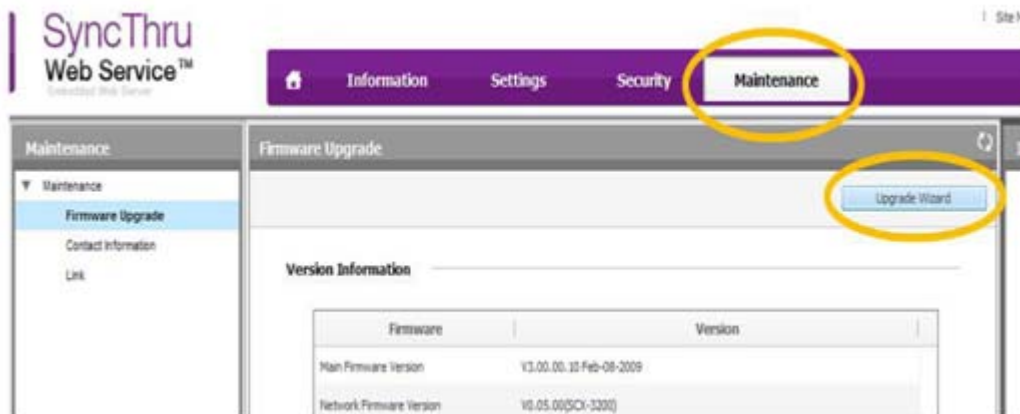 SyncThru
Web Service™
Embedded Web Server
Site
Information Settings Security Maintenance
Maintenance
Firmware Upgrade
Maintenance
Firmware Upgrade
Contact Information
Link
Upgrade Wizard
Version Information
Firmware Version
Main Firmware Version V3.00.00.10 Feb-08-2009
Network Firmware Version V0.05.00(SCX-3200)